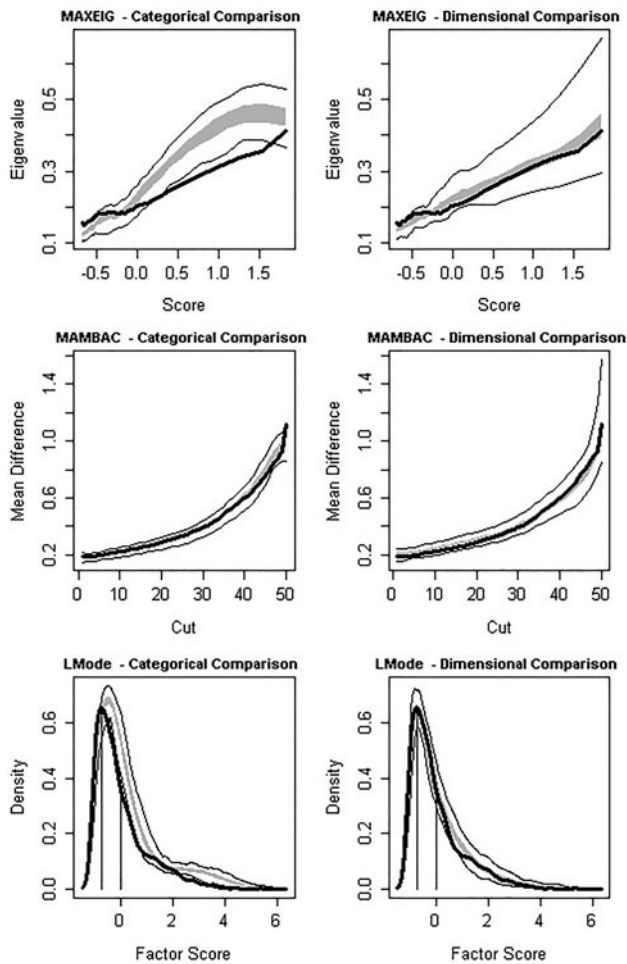 MAXEIG - Categorical Comparison
Eigenvalue
0.5
0.3
0.1
-0.5 0.0 0.5 1.0 1.5
Score
MAXEIG - Dimensional Comparison
Eigenvalue
0.5
0.3
0.1
-0.5 0.0 0.5 1.0 1.5
Score
MAMBAC - Categorical Comparison
Mean Difference
1.4
1.0
0.6
0.2
0 10 20 30 40 50
Cut
MAMBAC - Dimensional Comparison
Mean Difference
1.4
1.0
0.6
0.2
0 10 20 30 40 50
Cut
LMode - Categorical Comparison
Density
0.6
0.4
0.2
0.0
0 2 4 6
Factor Score
LMode - Dimensional Comparison
Density
0.6
0.4
0.2
0.0
0 2 4 6
Factor Score